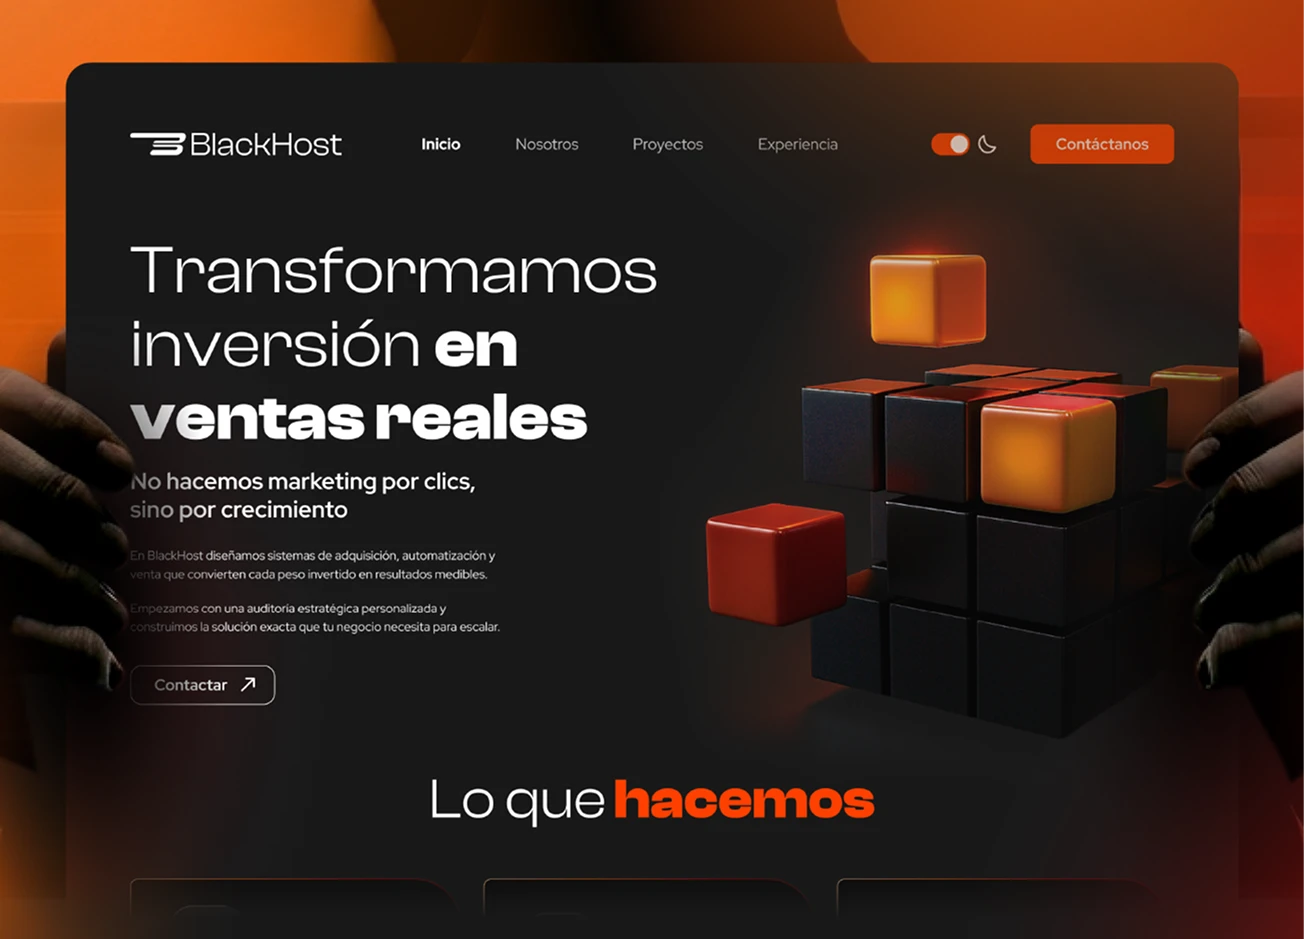 BlackHost
Inicio
Nosotros
Proyectos
Experiencia
Contáctanos
Transformamos
inversión en
ventas reales
No hacemos marketing por clics,
sino por crecimiento
En BlackHost diseñamos sistemas de adquisición, automatización y
venta que convierten cada peso invertido en resultados medibles.
Empezamos con una auditoría estratégica personalizada y
construimos la solución exacta que tu negocio necesita para escalar.
Contactar
Lo que hacemos